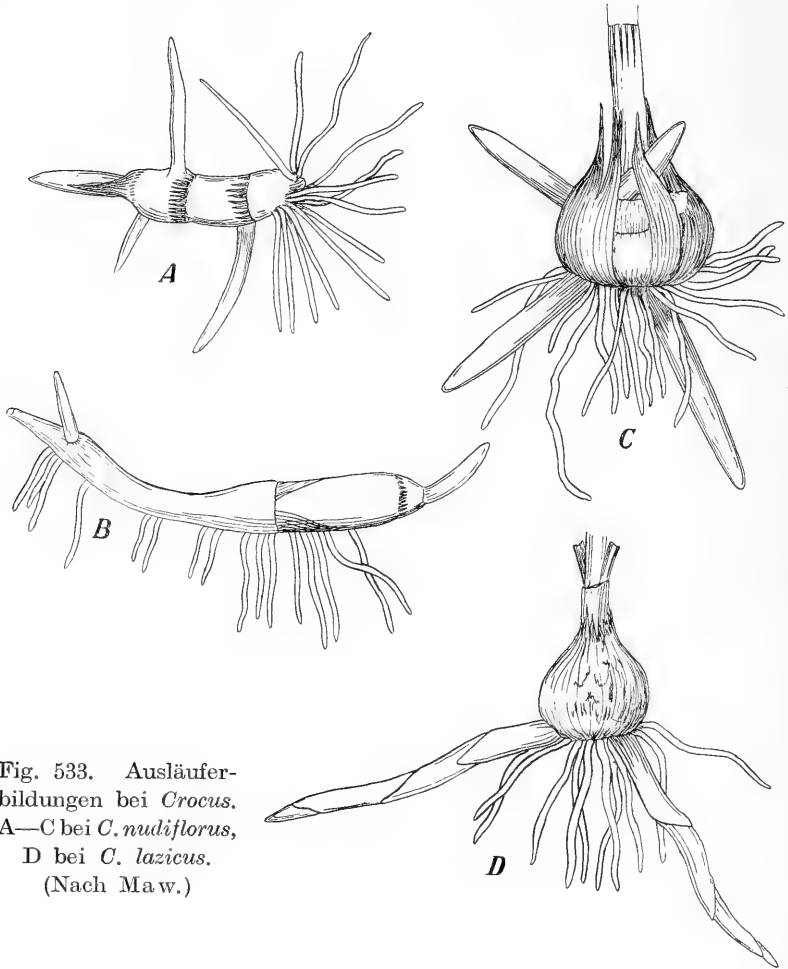 A
C
B
Fig. 533. Ausläufer-
bildungen bei Crocus.
A—C bei C. nudiflorus,
D bei C. lazicus.
(Nach Maw.)
D